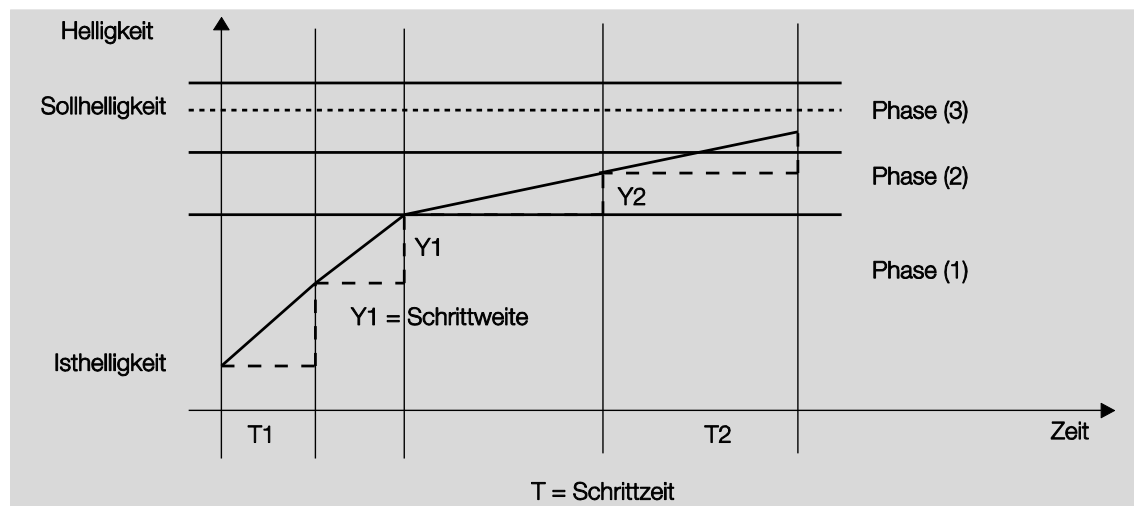 Helligkeit
Sollhelligkeit
Phase (3)
Phase (2)
Y2
Y1
Phase (1)
Y1 = Schrittweite
Isthelligkeit
T1
T2
Zeit
T = Schrittzeit